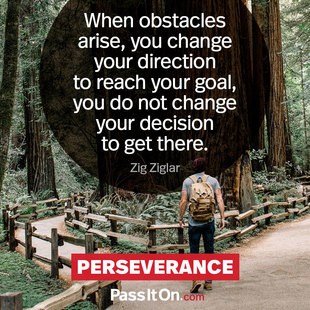 When obstacles
arise, you change
your direction
to reach your goal,
you do not change
your decision
to get there.
Zig Ziglar
PERSEVERANCE
PassItOn.com